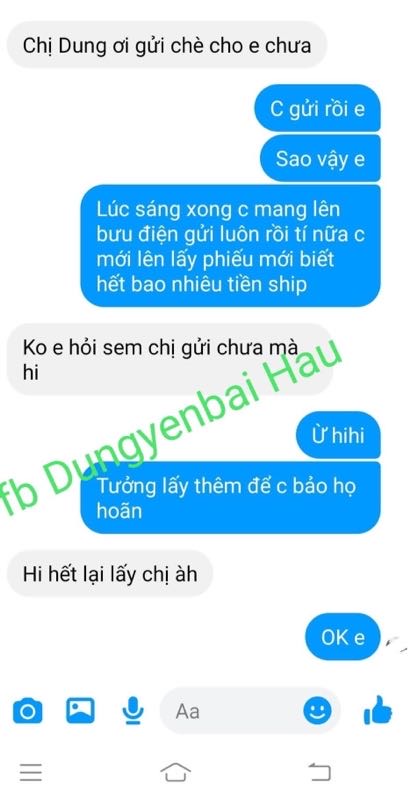 Chị Dung ơi gửi chè cho e chưa
C gửi rồi e
Sao vậy e
Lúc sáng xong c mang lên
bưu điện gửi luôn rồi tí nữa c
mới lên lấy phiếu mới biết
hết bao nhiêu tiền ship
Ko e hỏi sem chị gửi chưa mà
hi
fb Dungyenbai Hau
Ừ hihi
Tưởng lấy thêm để c bảo họ
hoãn
Hi hết lại lấy chị àh
OK e
Aa